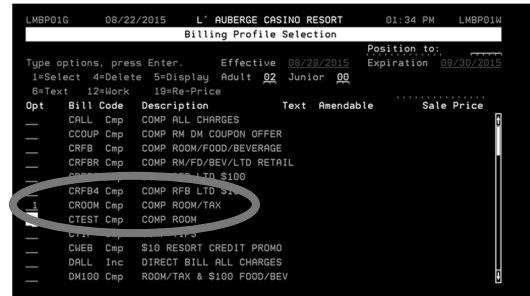 LMBP01G 08/22/2015 L' AUBERGE CASINO RESORT 01:34 PM LMBP01W
Billing Profile Selection
Position to:
Type options, press Enter. Effective 08/28/2015 Expiration 08/30/2015
1=Select 4=Delete 5=Display Adult 02 Junior 00
6=Text 12=Work 19=Re-Price
Opt Bill Code Description Text Amendable Sale Price
CALL Cmp COMP ALL CHARGES
CCOUP Cmp COMP RM DM COUPON OFFER
CRFB Cmp COMP ROOM/FOOD/BEVERAGE
CRFBR Cmp COMP RM/FD/BEV/LTD RETAIL
LTD $100
CRFB4 Cmp COMP RFB LTD
1 CROOM Cmp COMP ROOM/TAX
CTEST Cmp COMP ROOM
CWEB Cmp $10 RESORT CREDIT PROMO
DALL Inc DIRECT BILL ALL CHARGES
DM100 Cmp ROOM/TAX & $100 FOOD/BEV